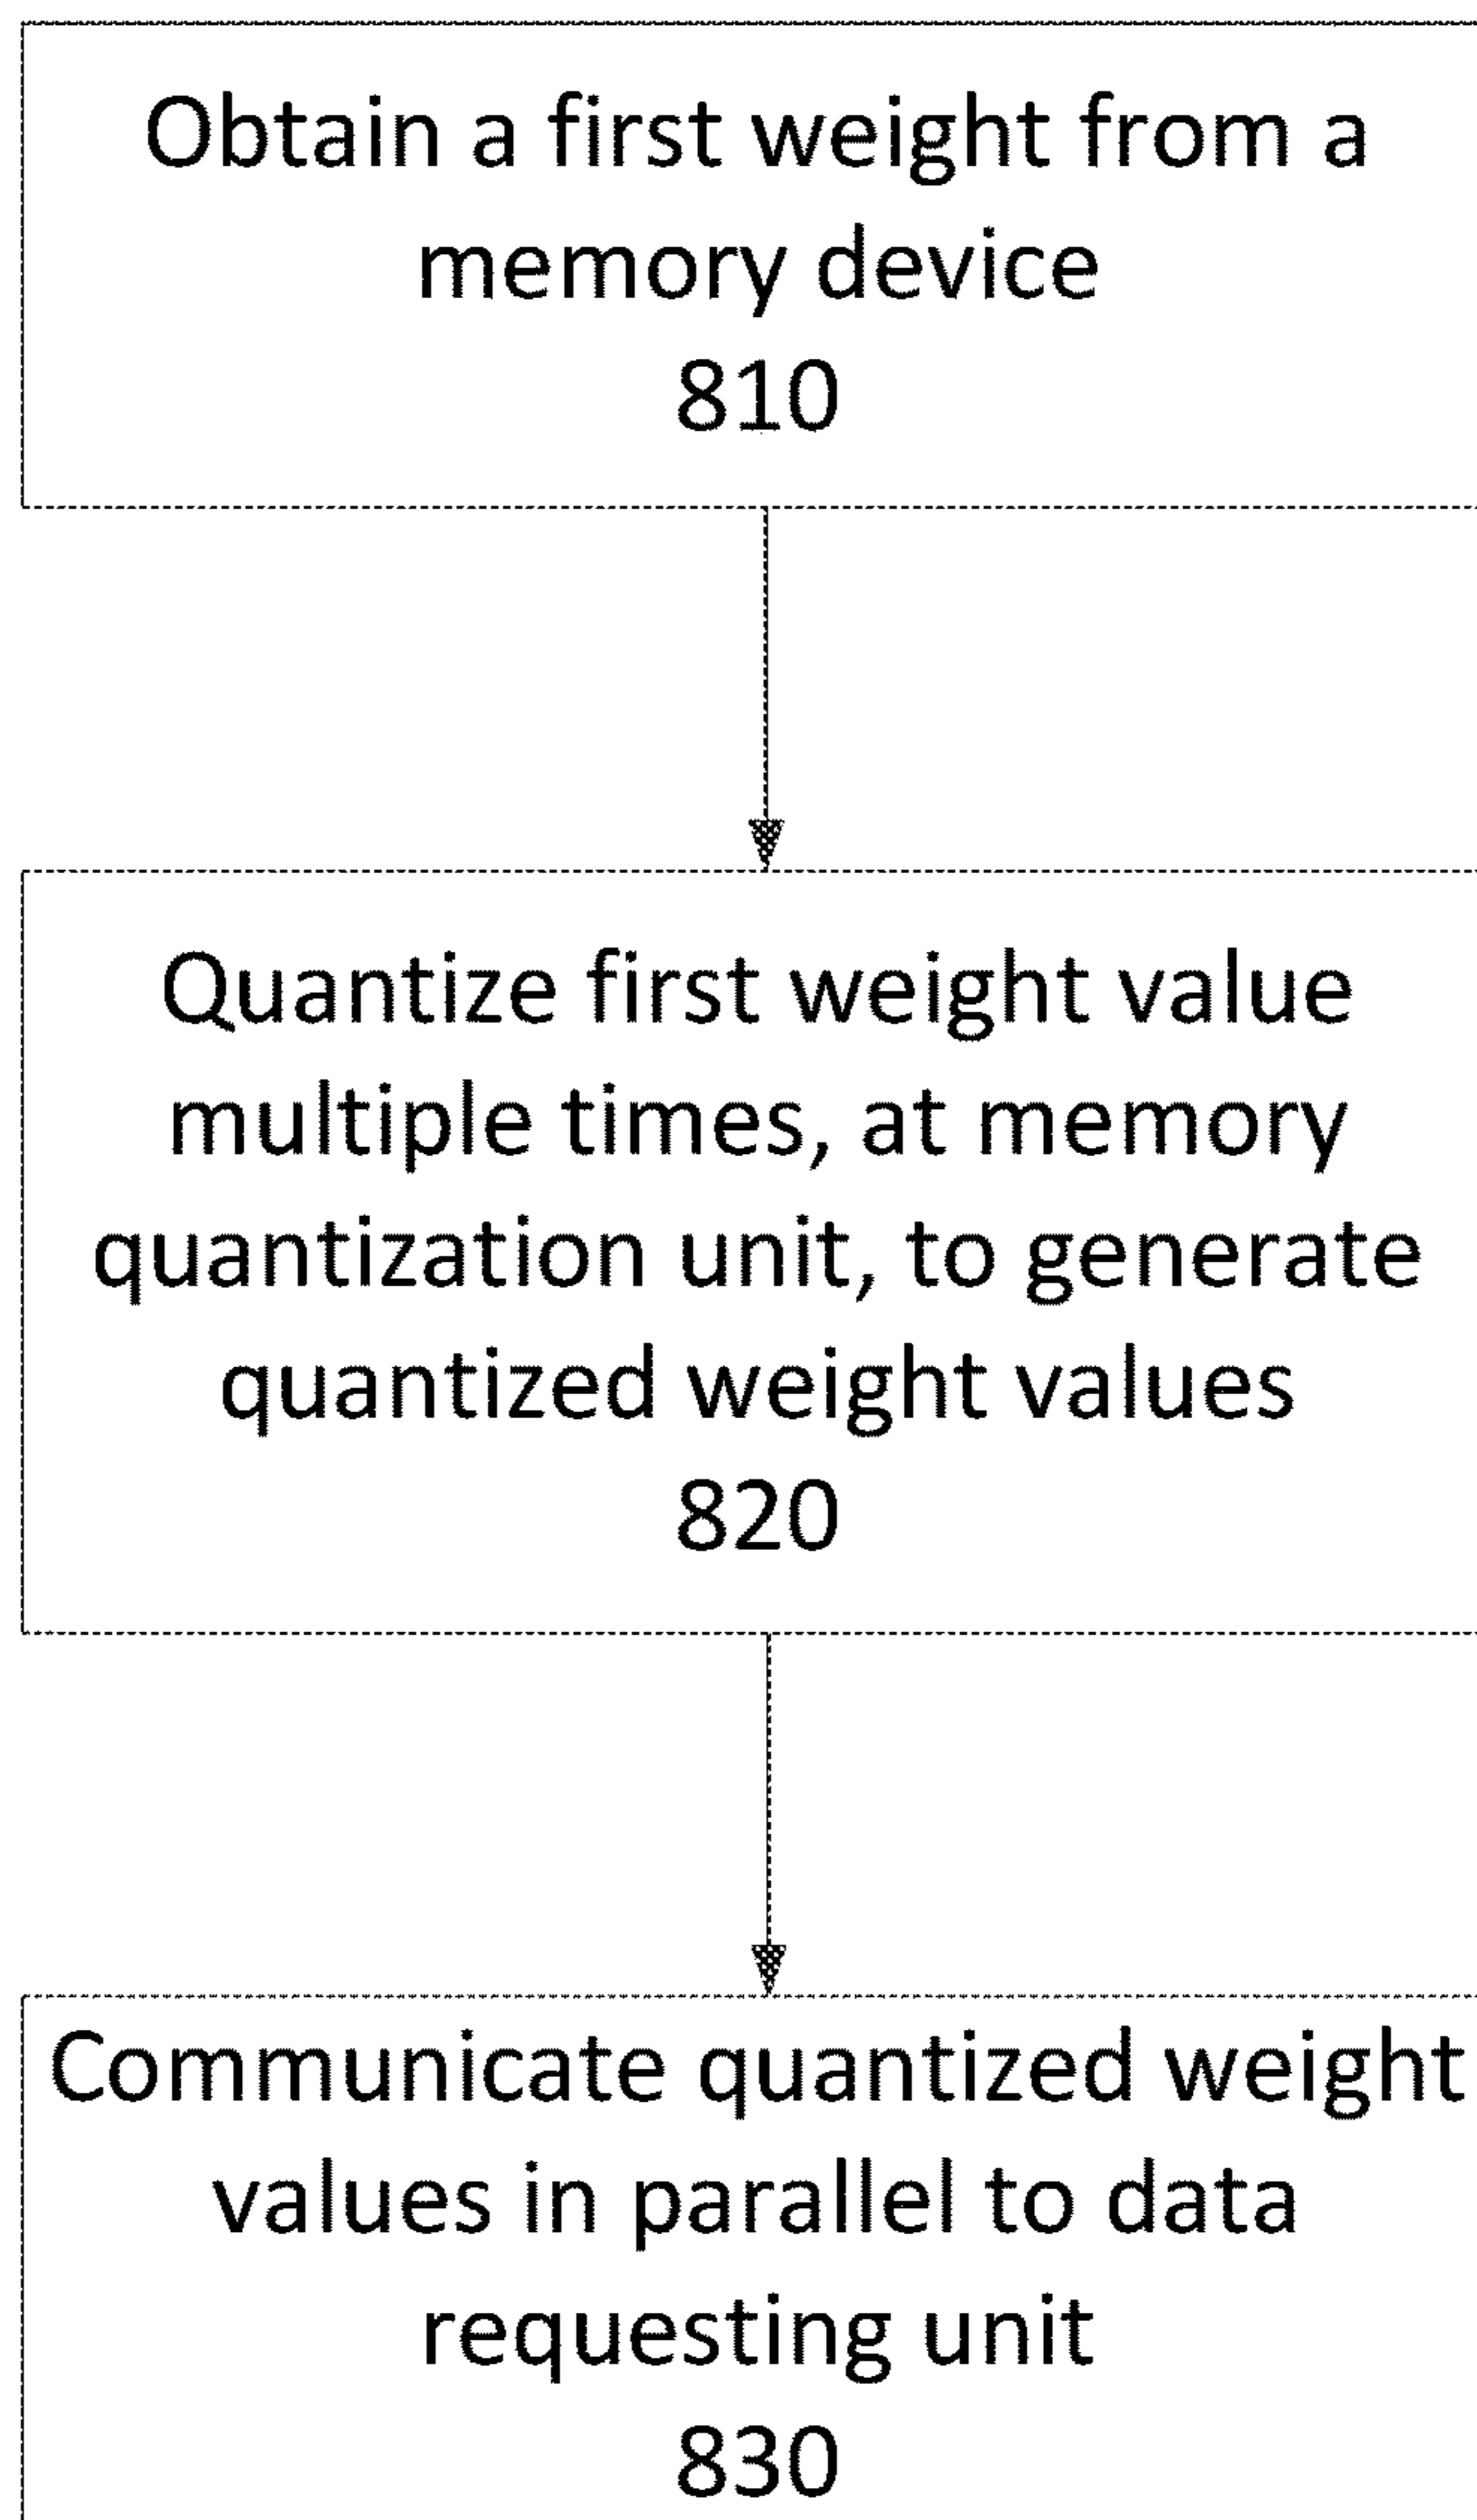 Obtain a first weight from a
memory device
810
Quantize first weight value
multiple times, at memory
quantization unit, to generate
quantized weight values
820
Communicate quantized weight
values in parallel to data
requesting unit
830